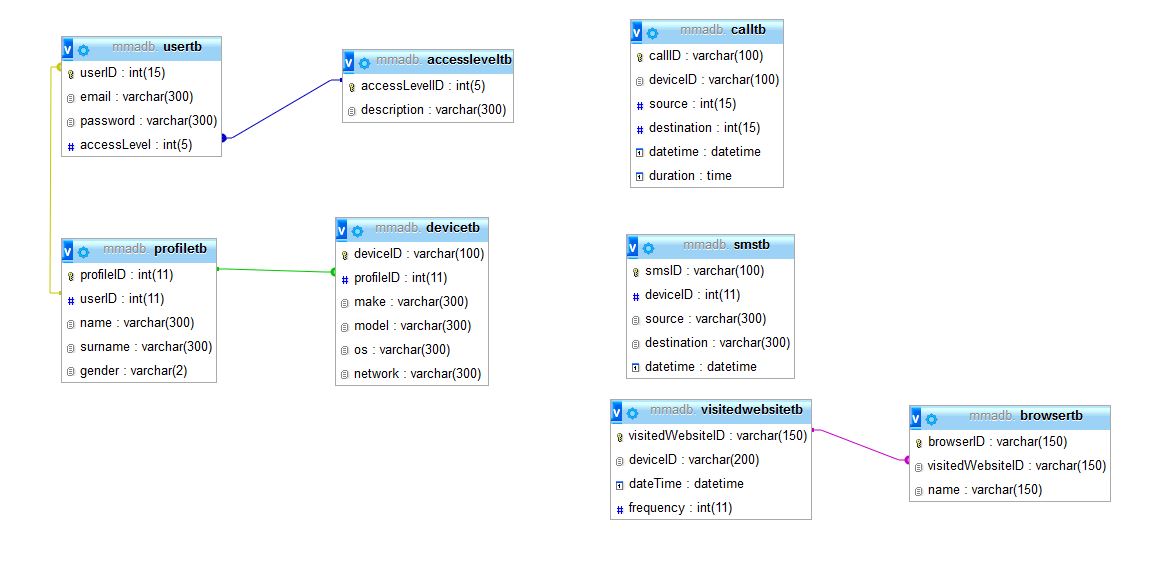 v mmadb. usertb
userID : int(15)
email : varchar(300)
password : varchar(300)
# accessLevel : int(5)
v mmadb. accessleveltb
accessLevelID : int(5)
description : varchar(300)
v mmadb. calltb
callID : varchar(100)
deviceID : varchar(100)
# source : int(15)
# destination : int(15)
datetime : datetime
duration : time
v mmadb. profiletb
profileID : int(11)
# userID : int(11)
name : varchar(300)
surname : varchar(300)
gender : varchar(2)
v mmadb. devicetb
deviceID : varchar(100)
# profileID : int(11)
make : varchar(300)
model : varchar(300)
os : varchar(300)
network : varchar(300)
v mmadb. smstb
smsID : varchar(100)
# deviceID : int(11)
source : varchar(300)
destination : varchar(300)
datetime : datetime
v mmadb. visitedwebsitetb
visitedWebsiteID : varchar(150)
deviceID : varchar(200)
dateTime : datetime
# frequency : int(11)
v mmadb. browsertb
browserID : varchar(150)
visitedWebsiteID : varchar(150)
name : varchar(150)